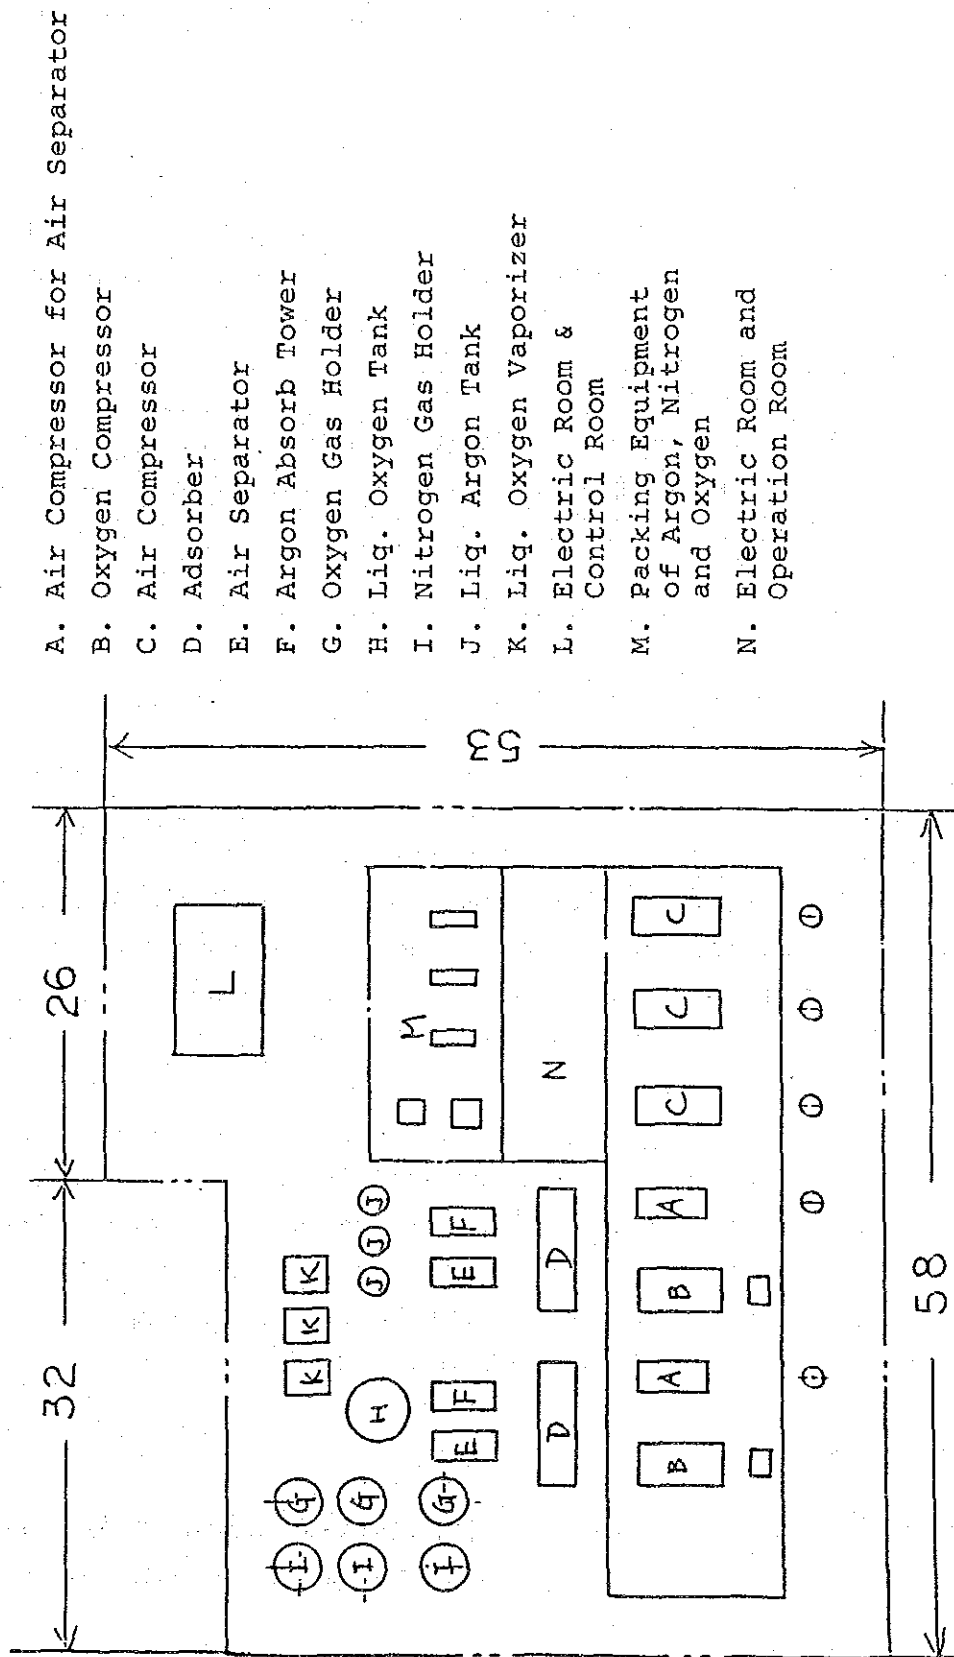 32
26
L
I G K K K
I G H J J J
M
I G E F E F
D D N
B A B A C C C
53
58
A. Air Compressor for Air Separator
B. Oxygen Compressor
C. Air Compressor
D. Adsorber
E. Air Separator
F. Argon Absorb Tower
G. Oxygen Gas Holder
H. Liq. Oxygen Tank
I. Nitrogen Gas Holder
J. Liq. Argon Tank
K. Liq. Oxygen Vaporizer
L. Electric Room &
Control Room
M. Packing Equipment
of Argon, Nitrogen
and Oxygen
N. Electric Room and
Operation Room